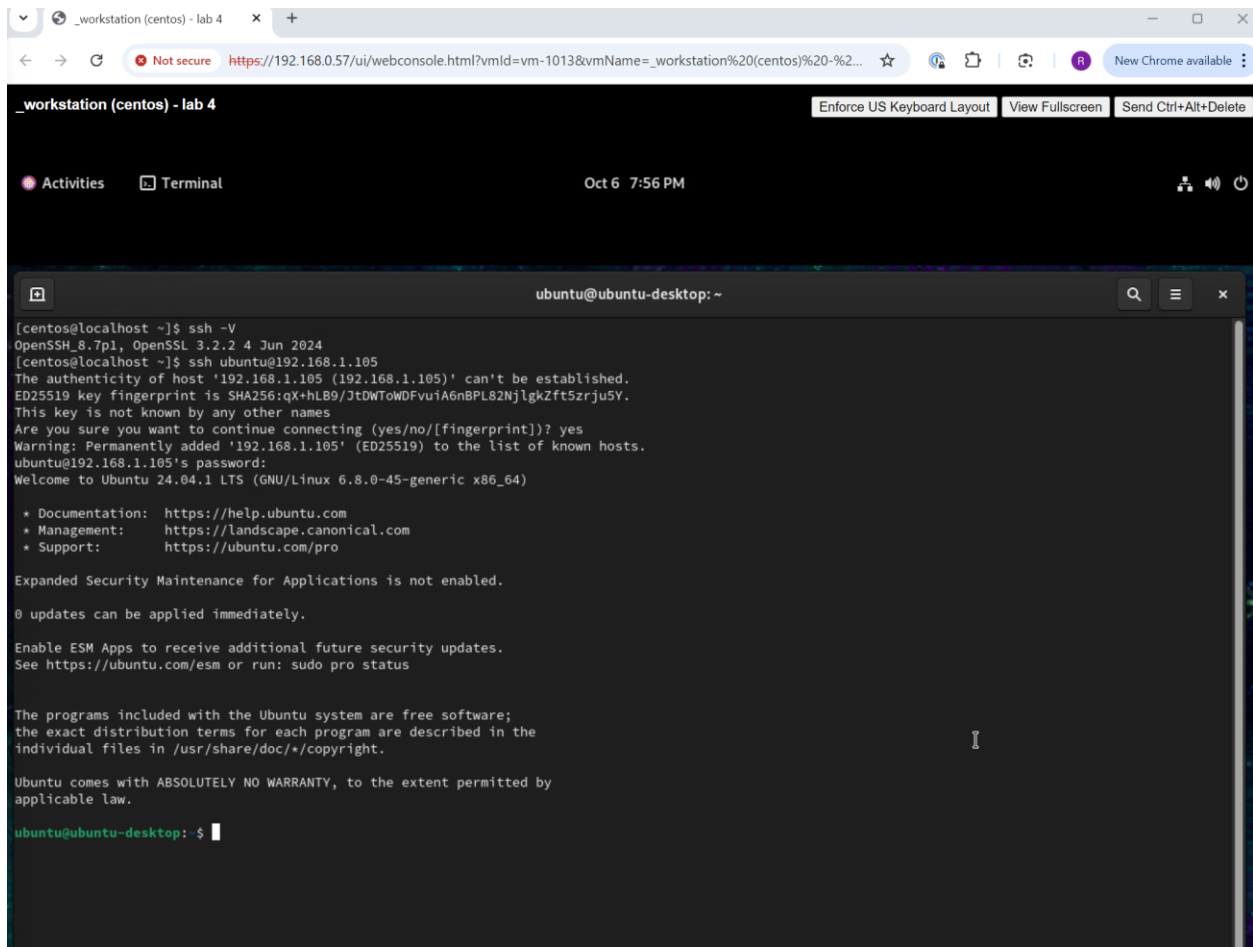 _workstation (centos) - lab 4
Not secure https://192.168.0.57/ui/webconsole.html?vmId=vm-1013&vmName=_workstation%20(centos)%20-%2... R New Chrome available
_workstation (centos) - lab 4 Enforce US Keyboard Layout View Fullscreen Send Ctrl+Alt+Delete
Activities Terminal Oct 6 7:56 PM
ubuntu@ubuntu-desktop: ~
[centos@localhost ~]$ ssh -V
OpenSSH_8.7p1, OpenSSL 3.2.2 4 Jun 2024
[centos@localhost ~]$ ssh ubuntu@192.168.1.105
The authenticity of host '192.168.1.105 (192.168.1.105)' can't be established.
ED25519 key fingerprint is SHA256:qX+hLB9/JtDWToWDFvuiA6nBPL82NjlgkZft5zrju5Y.
This key is not known by any other names
Are you sure you want to continue connecting (yes/no/[fingerprint])? yes
Warning: Permanently added '192.168.1.105' (ED25519) to the list of known hosts.
ubuntu@192.168.1.105's password:
Welcome to Ubuntu 24.04.1 LTS (GNU/Linux 6.8.0-45-generic x86_64)
* Documentation: https://help.ubuntu.com
* Management: https://landscape.canonical.com
* Support: https://ubuntu.com/pro
Expanded Security Maintenance for Applications is not enabled.
0 updates can be applied immediately.
Enable ESM Apps to receive additional future security updates.
See https://ubuntu.com/esm or run: sudo pro status
The programs included with the Ubuntu system are free software;
the exact distribution terms for each program are described in the
individual files in /usr/share/doc/*/copyright.
Ubuntu comes with ABSOLUTELY NO WARRANTY, to the extent permitted by
applicable law.
ubuntu@ubuntu-desktop:~$